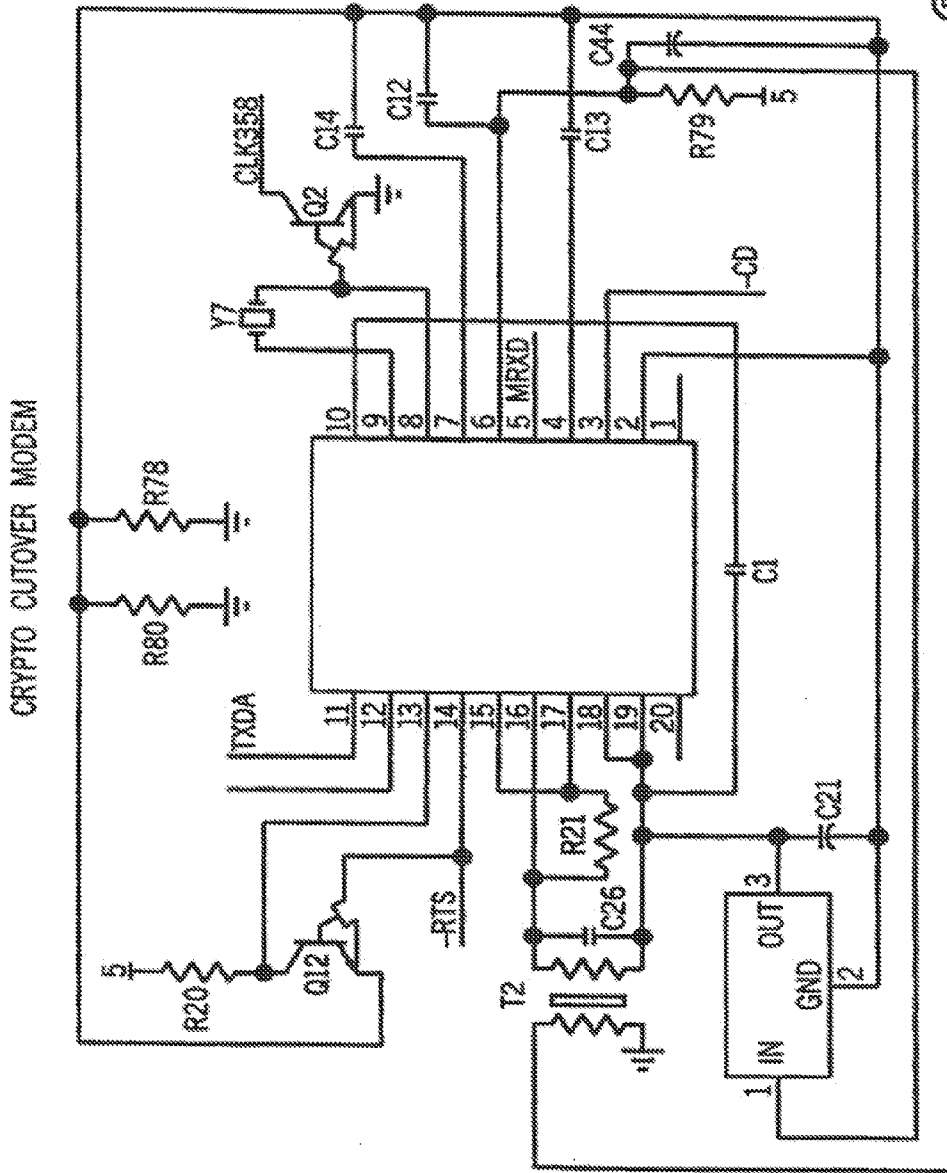 CRYPTO CUTOVER MODEM
R80
R78
TXDA
5
R20
Q12
-RTS
11
12
13
14
15
16
17
18
19
20
10
9
8
7
6
5
MRXD
4
3
2
1
Y7
CLK358
Q2
C14
C12
C13
C44
R79
5
-CD
T2
R21
C26
C1
C21
1
IN
OUT
3
GND
2